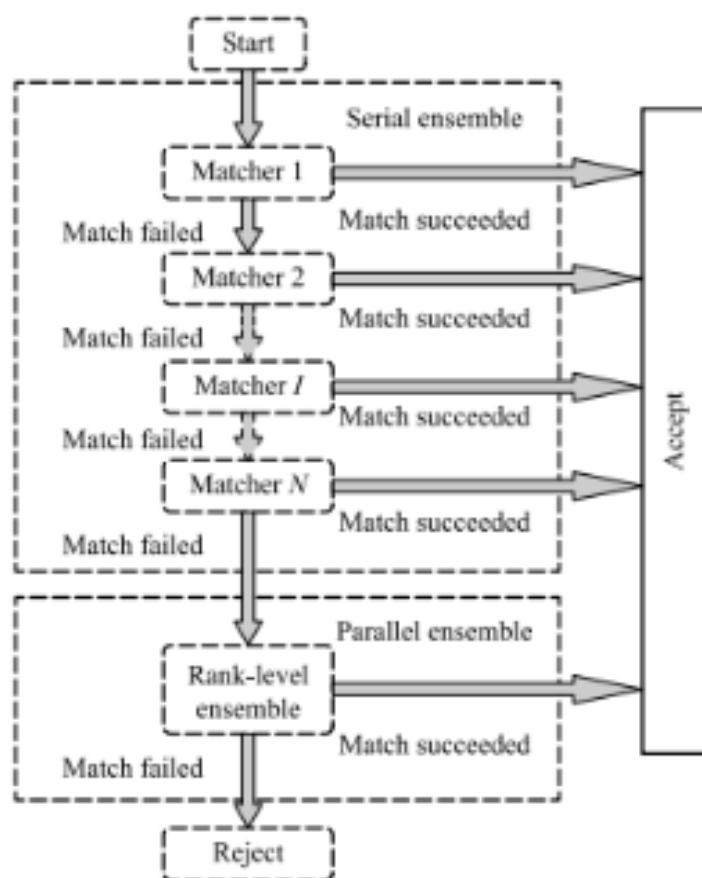 Start
Serial ensemble
Matcher 1
Match failed
Match succeeded
Matcher 2
Match failed
Match succeeded
Matcher I
Match failed
Match succeeded
Matcher N
Match failed
Match succeeded
Accept
Parallel ensemble
Rank-level
ensemble
Match failed
Match succeeded
Reject